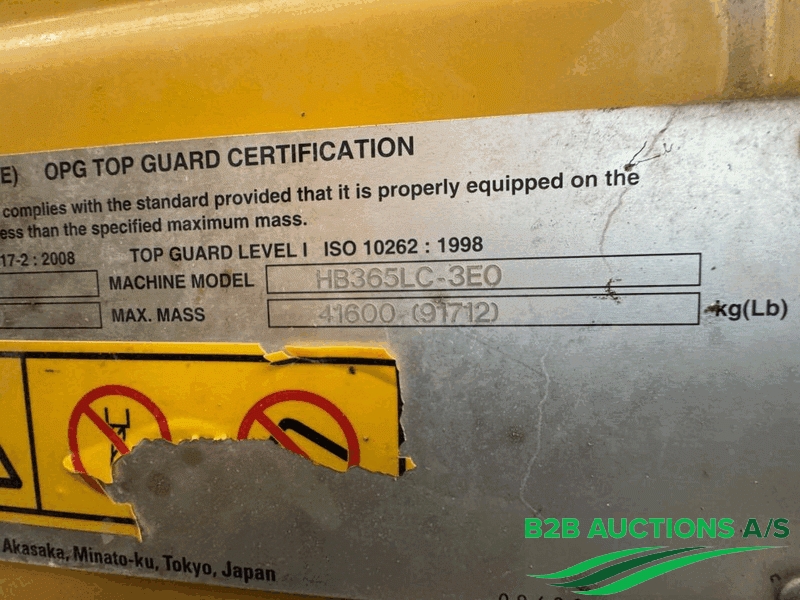 E) OPG TOP GUARD CERTIFICATION
complies with the standard provided that it is properly equipped on the
ess than the specified maximum mass.
17-2 : 2008 TOP GUARD LEVEL I ISO 10262 : 1998
MACHINE MODEL HB365LC-3E0
MAX. MASS 41600 (91712) kg(Lb)
Akasaka, Minato-ku, Tokyo, Japan
B2B AUCTIONS A/S